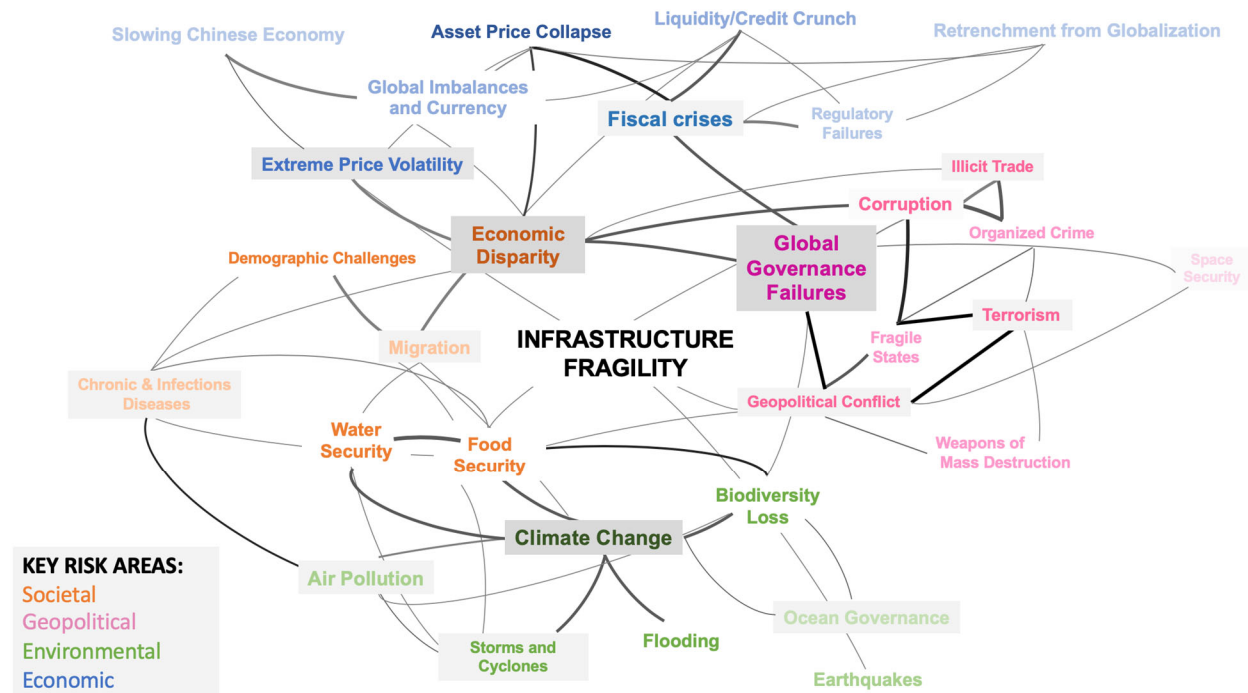 Slowing Chinese Economy
Asset Price Collapse
Liquidity/Credit Crunch
Retrenchment from Globalization
Global Imbalances
and Currency
Fiscal crises
Regulatory
Failures
Extreme Price Volatility
Illicit Trade
Corruption
Organized Crime
Economic
Disparity
Global
Governance
Failures
Demographic Challenges
Space
Security
Terrorism
Migration
INFRASTRUCTURE
FRAGILITY
Fragile
States
Chronic & Infections
Diseases
Geopolitical Conflict
Water
Security
Food
Security
Weapons of
Mass Destruction
Biodiversity
Loss
Climate Change
Air Pollution
Ocean Governance
Storms and
Cyclones
Flooding
Earthquakes
KEY RISK AREAS:
Societal
Geopolitical
Environmental
Economic